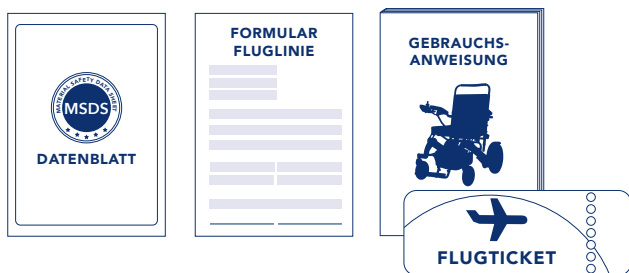 MATERIAL SAFETY DATA SHEET
MSDS
DATENBLATT
FORMULAR
FLUGLINIE
GEBRAUCHS-
ANWEISUNG
FLUGTICKET